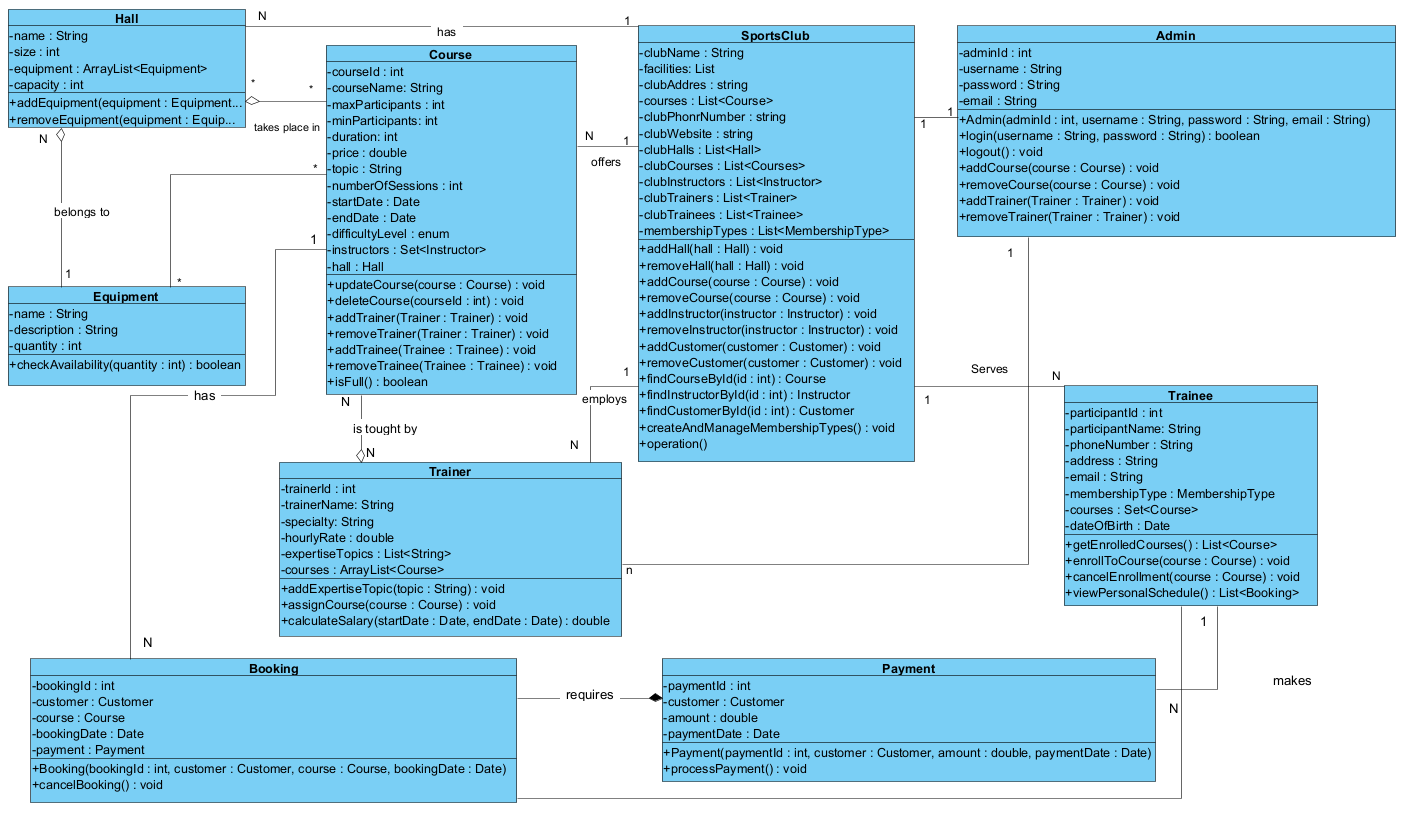 Hall
-name : String
-size : int
-equipment : ArrayList<Equipment>
-capacity : int
+addEquipment(equipment : Equipment...
+removeEquipment(equipment : Equip...
N
has
1
*
*
takes place in
N
belongs to
1
*
*
Course
-courseId : int
-courseName: String
-maxParticipants : int
-minParticipants: int
-duration: int
-price : double
-topic : String
-numberOfSessions : int
-startDate : Date
-endDate : Date
-difficultyLevel : enum
-instructors : Set<Instructor>
-hall : Hall
+updateCourse(course : Course) : void
+deleteCourse(courseId : int) : void
+addTrainer(Trainer : Trainer) : void
+removeTrainer(Trainer : Trainer) : void
+addTrainee(Trainee : Trainee) : void
+removeTrainee(Trainee : Trainee) : void
+isFull() : boolean
N
1
offers
SportsClub
-clubName : String
-facilities: List
-clubAddres : string
-courses : List<Course>
-clubPhonrNumber : string
-clubWebsite : string
-clubHalls : List<Hall>
-clubCourses : List<Courses>
-clubInstructors : List<Instructor>
-clubTrainers : List<Trainer>
-clubTrainees : List<Trainee>
-membershipTypes : List<MembershipType>
+addHall(hall : Hall) : void
+removeHall(hall : Hall) : void
+addCourse(course : Course) : void
+removeCourse(course : Course) : void
+addInstructor(instructor : Instructor) : void
+removeInstructor(instructor : Instructor) : void
+addCustomer(customer : Customer) : void
+removeCustomer(customer : Customer) : void
+findCourseById(id : int) : Course
+findInstructorById(id : int) : Instructor
+findCustomerById(id : int) : Customer
+createAndManageMembershipTypes() : void
+operation()
1
1
Admin
-adminId : int
-username : String
-password : String
-email : String
+Admin(adminId : int, username : String, password : String, email : String)
+login(username : String, password : String) : boolean
+logout() : void
+addCourse(course : Course) : void
+removeCourse(course : Course) : void
+addTrainer(Trainer : Trainer) : void
+removeTrainer(Trainer : Trainer) : void
1
Equipment
-name : String
-description : String
-quantity : int
+checkAvailability(quantity : int) : boolean
1
has
N
1
employs
N
Serves
1
N
N
is tought by
N
Trainer
-trainerId : int
-trainerName: String
-specialty: String
-hourlyRate : double
-expertiseTopics : List<String>
-courses : ArrayList<Course>
+addExpertiseTopic(topic : String) : void
+assignCourse(course : Course) : void
+calculateSalary(startDate : Date, endDate : Date) : double
n
Trainee
-participantId : int
-participantName: String
-phoneNumber : String
-address : String
-email : String
-membershipType : MembershipType
-courses : Set<Course>
-dateOfBirth : Date
+getEnrolledCourses() : List<Course>
+enrollToCourse(course : Course) : void
+cancelEnrollment(course : Course) : void
+viewPersonalSchedule() : List<Booking>
1
makes
N
Booking
-bookingId : int
-customer : Customer
-course : Course
-bookingDate : Date
-payment : Payment
+Booking(bookingId : int, customer : Customer, course : Course, bookingDate : Date)
+cancelBooking() : void
requires
Payment
-paymentId : int
-customer : Customer
-amount : double
-paymentDate : Date
+Payment(paymentId : int, customer : Customer, amount : double, paymentDate : Date)
+processPayment() : void